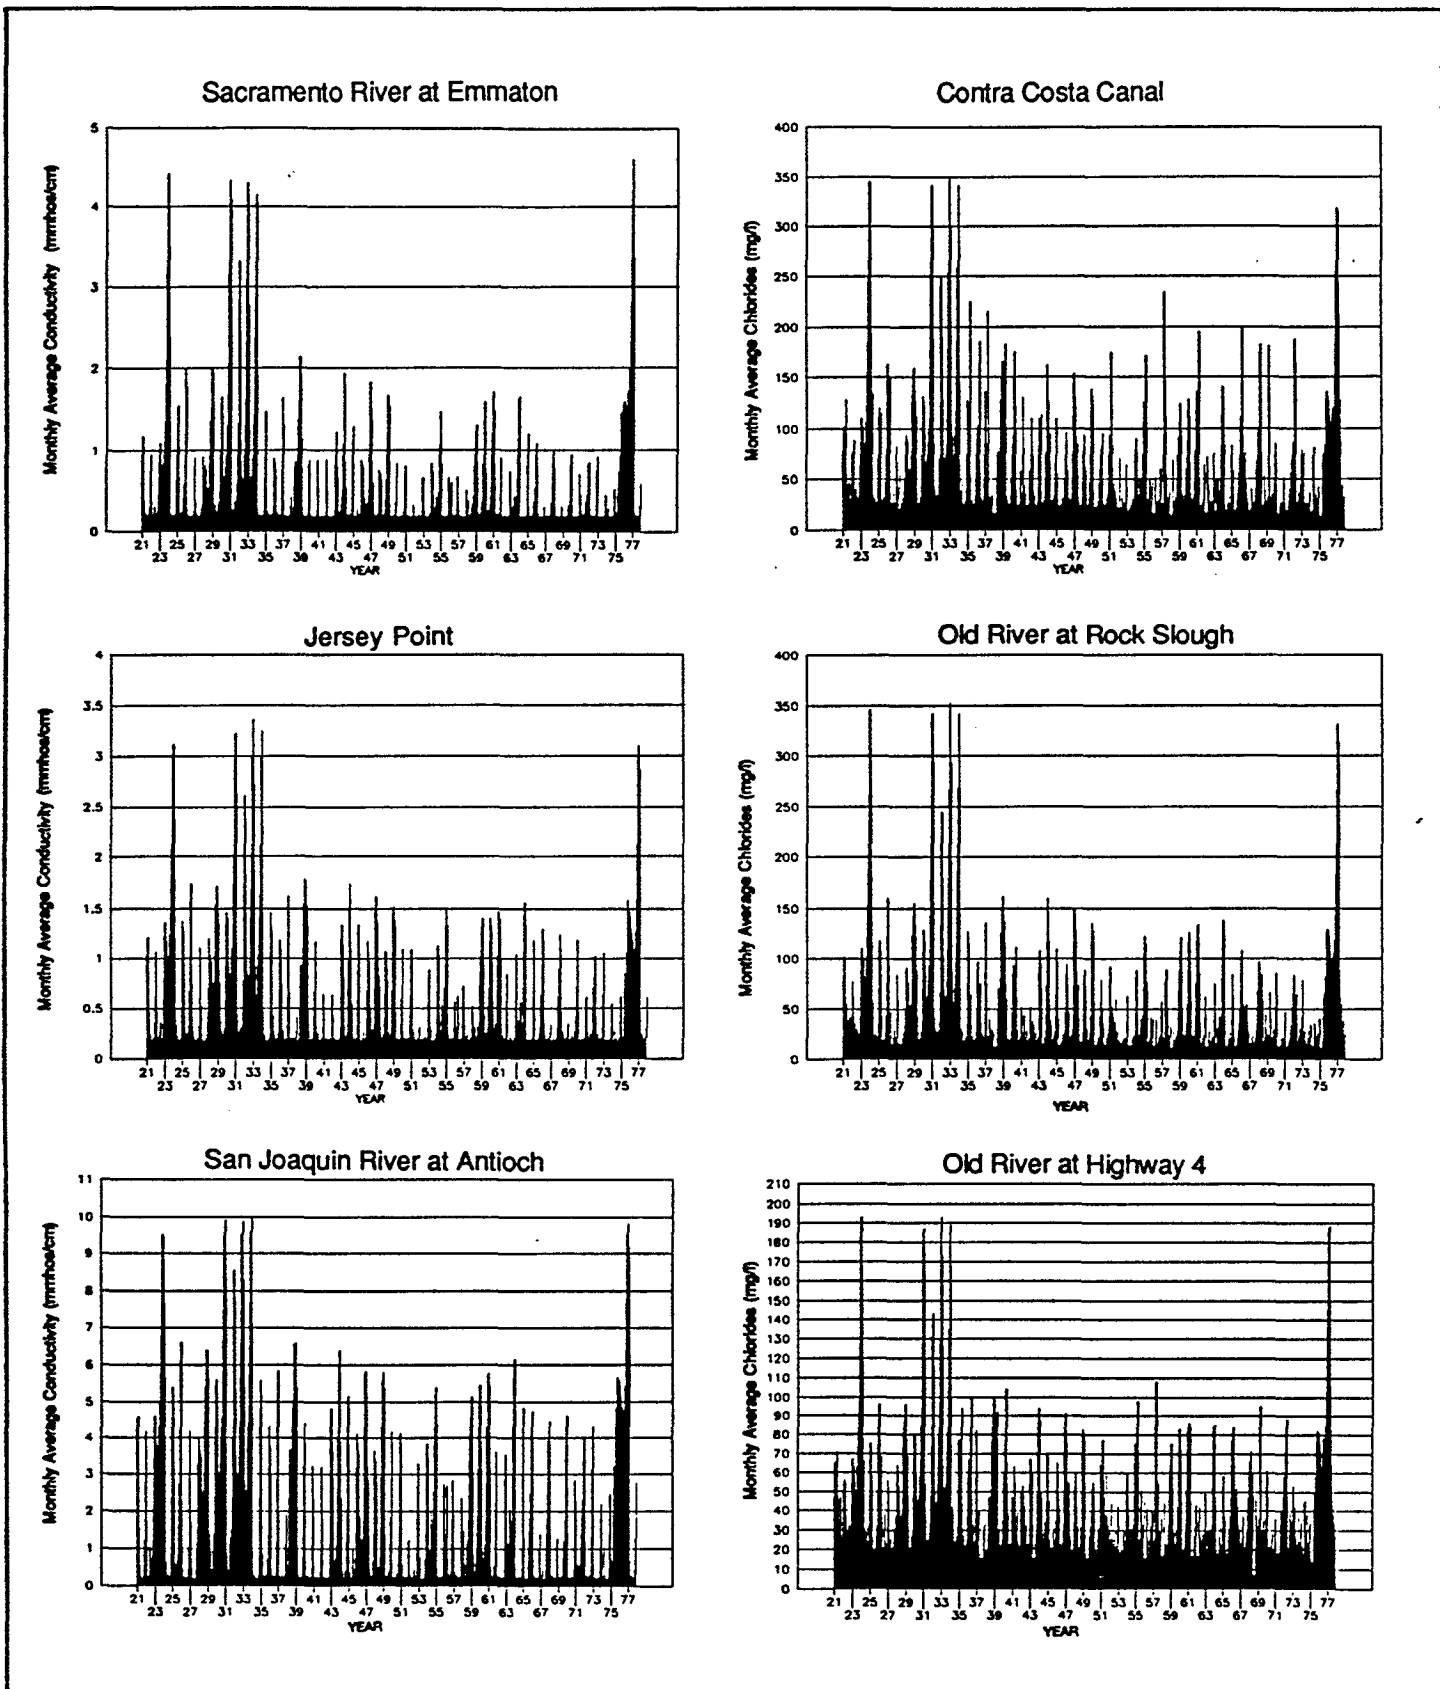 Sacramento River at Emmaton
Monthly Average Conductivity (mmhos/cm)
5
4
3
2
1
0
21 25 27 29 31 33 35 37 39 41 43 45 47 49 51 53 55 57 59 61 63 65 67 69 71 73 75 77
23
YEAR
Contra Costa Canal
Monthly Average Chlorides (mg/l)
400
350
300
250
200
150
100
50
0
21 23 25 27 29 31 33 35 37 39 41 43 45 47 49 51 53 55 57 59 61 63 65 67 69 71 73 75 77
YEAR
Jersey Point
Monthly Average Conductivity (mmhos/cm)
4
3.5
3
2.5
2
1.5
1
0.5
0
21 23 25 27 29 31 33 35 37 39 41 43 45 47 49 51 53 55 57 59 61 63 65 67 69 71 73 75 77
YEAR
Old River at Rock Slough
Monthly Average Chlorides (mg/l)
400
350
300
250
200
150
100
50
0
21 23 25 27 29 31 33 35 37 39 41 43 45 47 49 51 53 55 57 59 61 63 65 67 69 71 73 75 77
YEAR
San Joaquin River at Antioch
Monthly Average Conductivity (mmhos/cm)
11
10
9
8
7
6
5
4
3
2
1
0
21 23 25 27 29 31 33 35 37 39 41 43 45 47 49 51 53 55 57 59 61 63 65 67 69 71 73 75 77
YEAR
Old River at Highway 4
Monthly Average Chlorides (mg/l)
210
200
190
180
170
160
150
140
130
120
110
100
90
80
70
60
50
40
30
20
10
0
21 23 25 27 29 31 33 35 37 39 41 43 45 47 49 51 53 55 57 59 61 63 65 67 69 71 73 75 77
YEAR